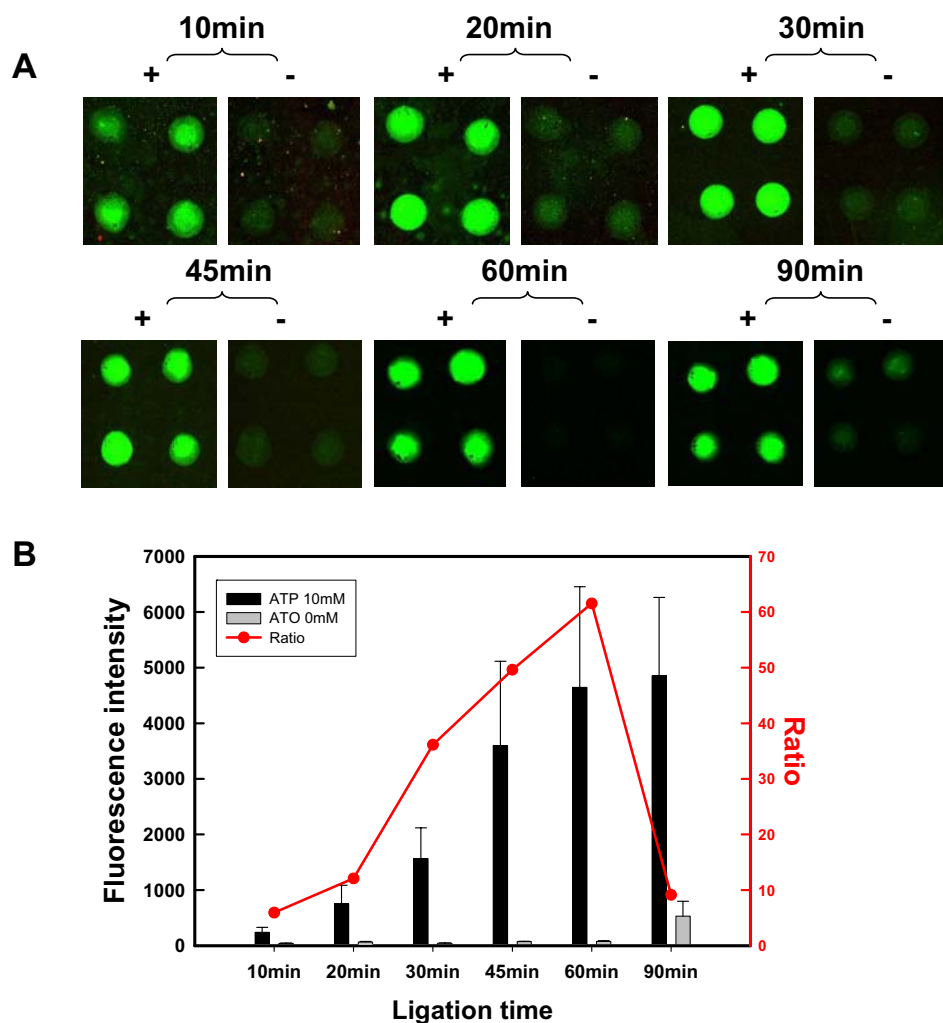 10min 20min 30min
A
+ - + - + -
45min 60min 90min
+ - + - + -
B
7000
6000
5000
4000
3000
2000
1000
0
Fluorescence intensity
ATP 10mM
ATO 0mM
Ratio
70
60
50
40
30
20
10
0
Ratio
10min 20min 30min 45min 60min 90min
Ligation time